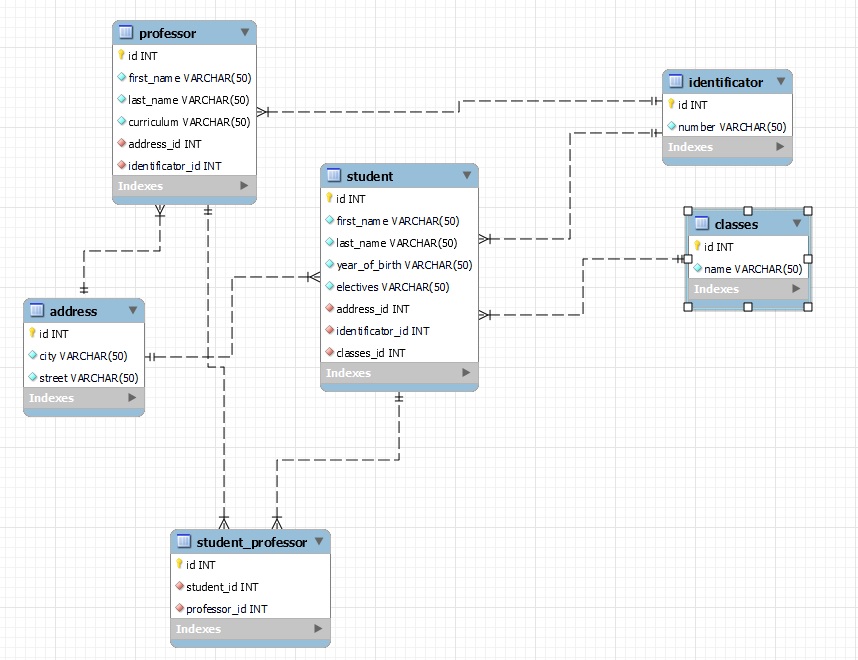 professor
id INT
first_name VARCHAR(50)
last_name VARCHAR(50)
curriculum VARCHAR(50)
address_id INT
identificator_id INT
Indexes
identificator
id INT
number VARCHAR(50)
Indexes
student
id INT
first_name VARCHAR(50)
last_name VARCHAR(50)
year_of_birth VARCHAR(50)
electives VARCHAR(50)
address_id INT
identificator_id INT
classes_id INT
Indexes
classes
id INT
name VARCHAR(50)
Indexes
address
id INT
city VARCHAR(50)
street VARCHAR(50)
Indexes
student_professor
id INT
student_id INT
professor_id INT
Indexes